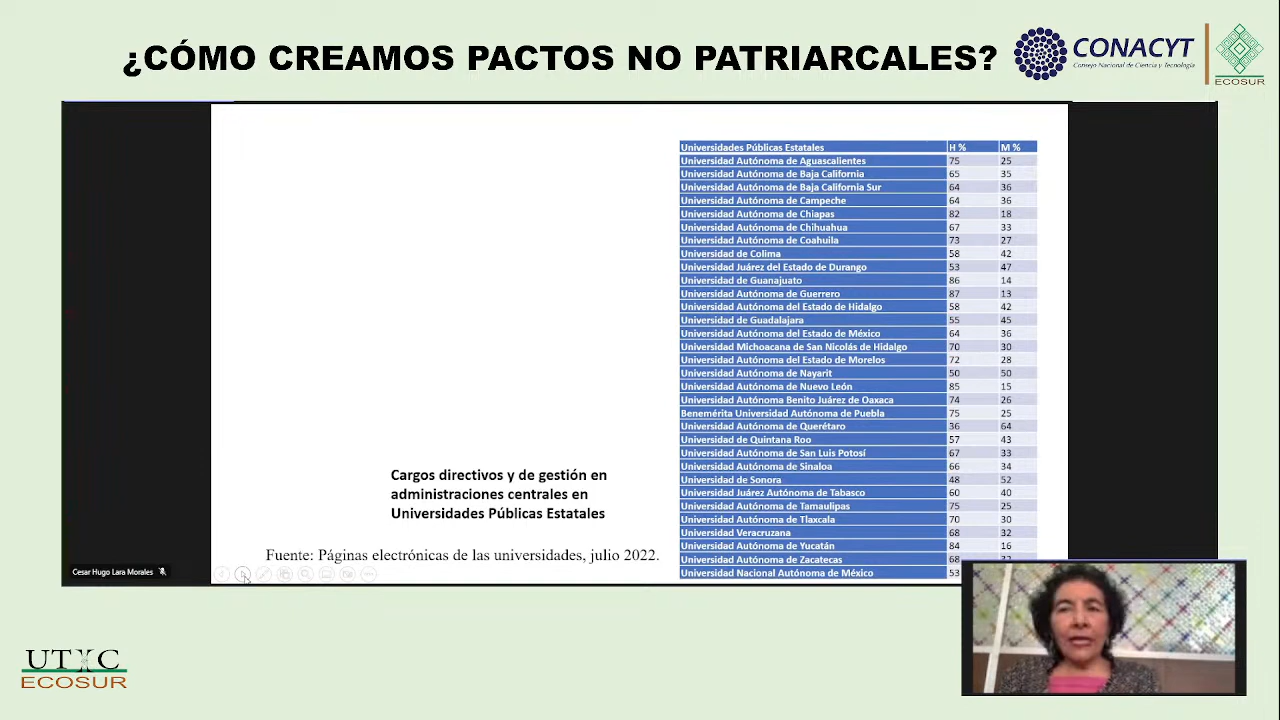 ¿CÓMO CREAMOS PACTOS NO PATRIARCALES?
CONACYT
Consejo Nacional de Ciencia y Tecnología
ECOSUR
Universidades Públicas Estatales H % M %
Universidad Autónoma de Aguascalientes 75 25
Universidad Autónoma de Baja California 65 35
Universidad Autónoma de Baja California Sur 64 36
Universidad Autónoma de Campeche 64 36
Universidad Autónoma de Chiapas 82 18
Universidad Autónoma de Chihuahua 67 33
Universidad Autónoma de Coahuila 73 27
Universidad de Colima 58 42
Universidad Juárez del Estado de Durango 53 47
Universidad de Guanajuato 86 14
Universidad Autónoma de Guerrero 87 13
Universidad Autónoma del Estado de Hidalgo 58 42
Universidad de Guadalajara 55 45
Universidad Autónoma del Estado de México 64 36
Universidad Michoacana de San Nicolás de Hidalgo 70 30
Universidad Autónoma del Estado de Morelos 72 28
Universidad Autónoma de Nayarit 50 50
Universidad Autónoma de Nuevo León 85 15
Universidad Autónoma Benito Juárez de Oaxaca 74 26
Benemérita Universidad Autónoma de Puebla 75 25
Universidad Autónoma de Querétaro 36 64
Universidad de Quintana Roo 57 43
Universidad Autónoma de San Luis Potosí 67 33
Universidad Autónoma de Sinaloa 66 34
Universidad de Sonora 48 52
Universidad Juárez Autónoma de Tabasco 60 40
Universidad Autónoma de Tamaulipas 75 25
Universidad Autónoma de Tlaxcala 70 30
Universidad Veracruzana 68 32
Universidad Autónoma de Yucatán 84 16
Universidad Autónoma de Zacatecas 68
Universidad Nacional Autónoma de México 53
Cargos directivos y de gestión en
administraciones centrales en
Universidades Públicas Estatales
Fuente: Páginas electrónicas de las universidades, julio 2022.
Cesar Hugo Lara Morales
ECOSUR